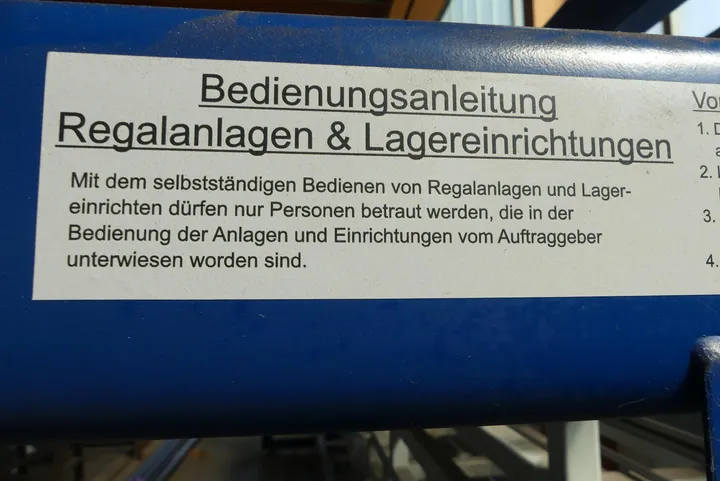 Bedienungsanleitung
Regalanlagen & Lagereinrichtungen
Mit dem selbstständigen Bedienen von Regalanlagen und Lager-
einrichten dürfen nur Personen betraut werden, die in der
Bedienung der Anlagen und Einrichtungen vom Auftraggeber
unterwiesen worden sind.
1.
2.
3.
4.